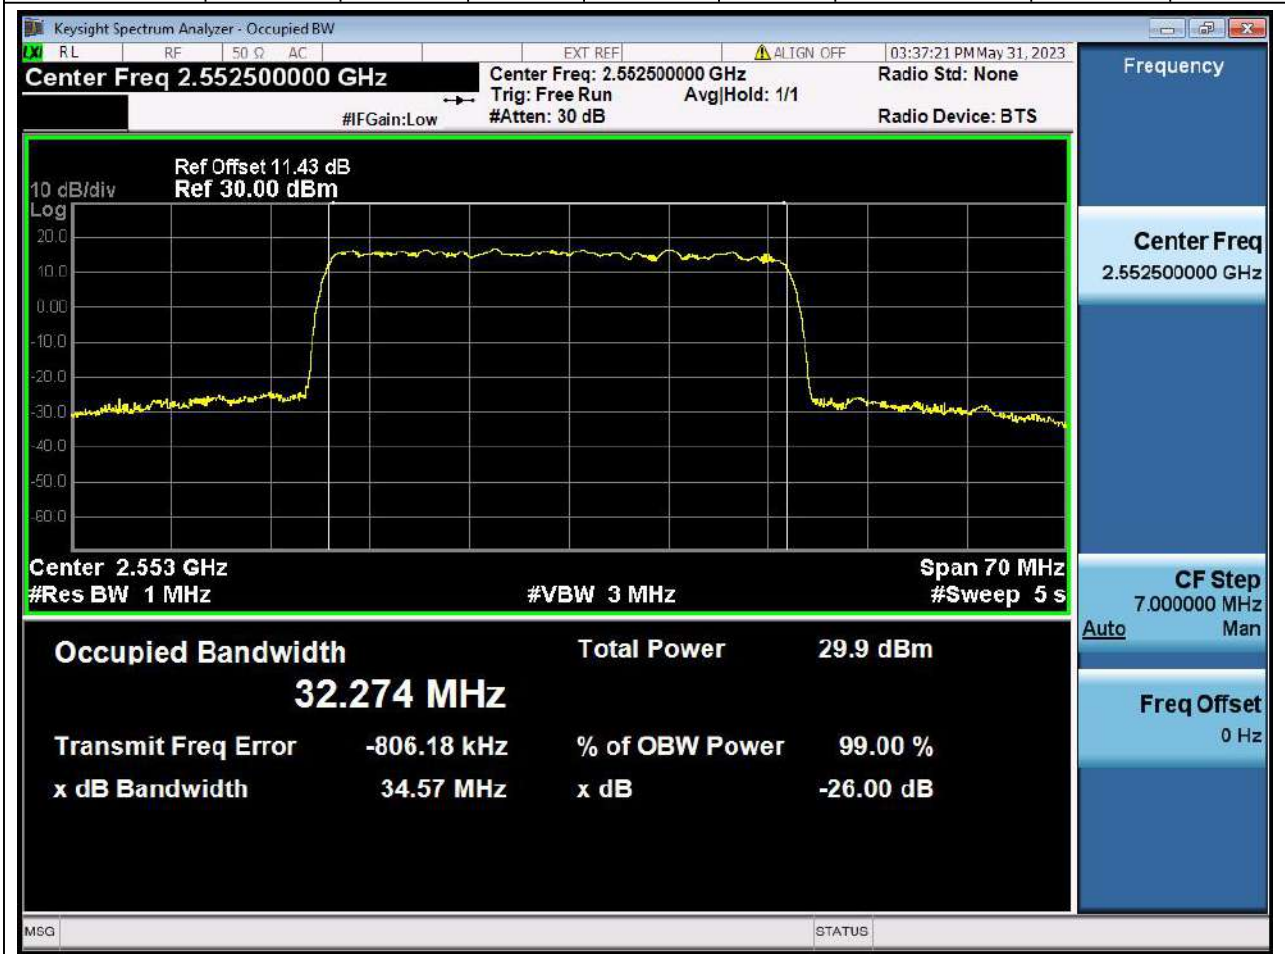 Keysight Spectrum Analyzer - Occupied BW
LXI RL RF 50 Ω AC EXT REF ALIGN OFF 03:37:21 PM May 31, 2023
Center Freq 2.552500000 GHz
Center Freq: 2.552500000 GHz
Radio Std: None
Trig: Free Run Avg|Hold: 1/1
#IFGain:Low
#Atten: 30 dB
Radio Device: BTS
Ref Offset 11.43 dB
10 dB/div Ref 30.00 dBm
Log
20.0
10.0
0.00
-10.0
-20.0
-30.0
-40.0
-50.0
-60.0
Center 2.553 GHz Span 70 MHz
#Res BW 1 MHz #VBW 3 MHz #Sweep 5 s
Occupied Bandwidth Total Power 29.9 dBm
32.274 MHz
Transmit Freq Error -806.18 kHz % of OBW Power 99.00 %
x dB Bandwidth 34.57 MHz x dB -26.00 dB
MSG STATUS
Frequency
Center Freq
2.552500000 GHz
CF Step
7.000000 MHz
Auto Man
Freq Offset
0 Hz